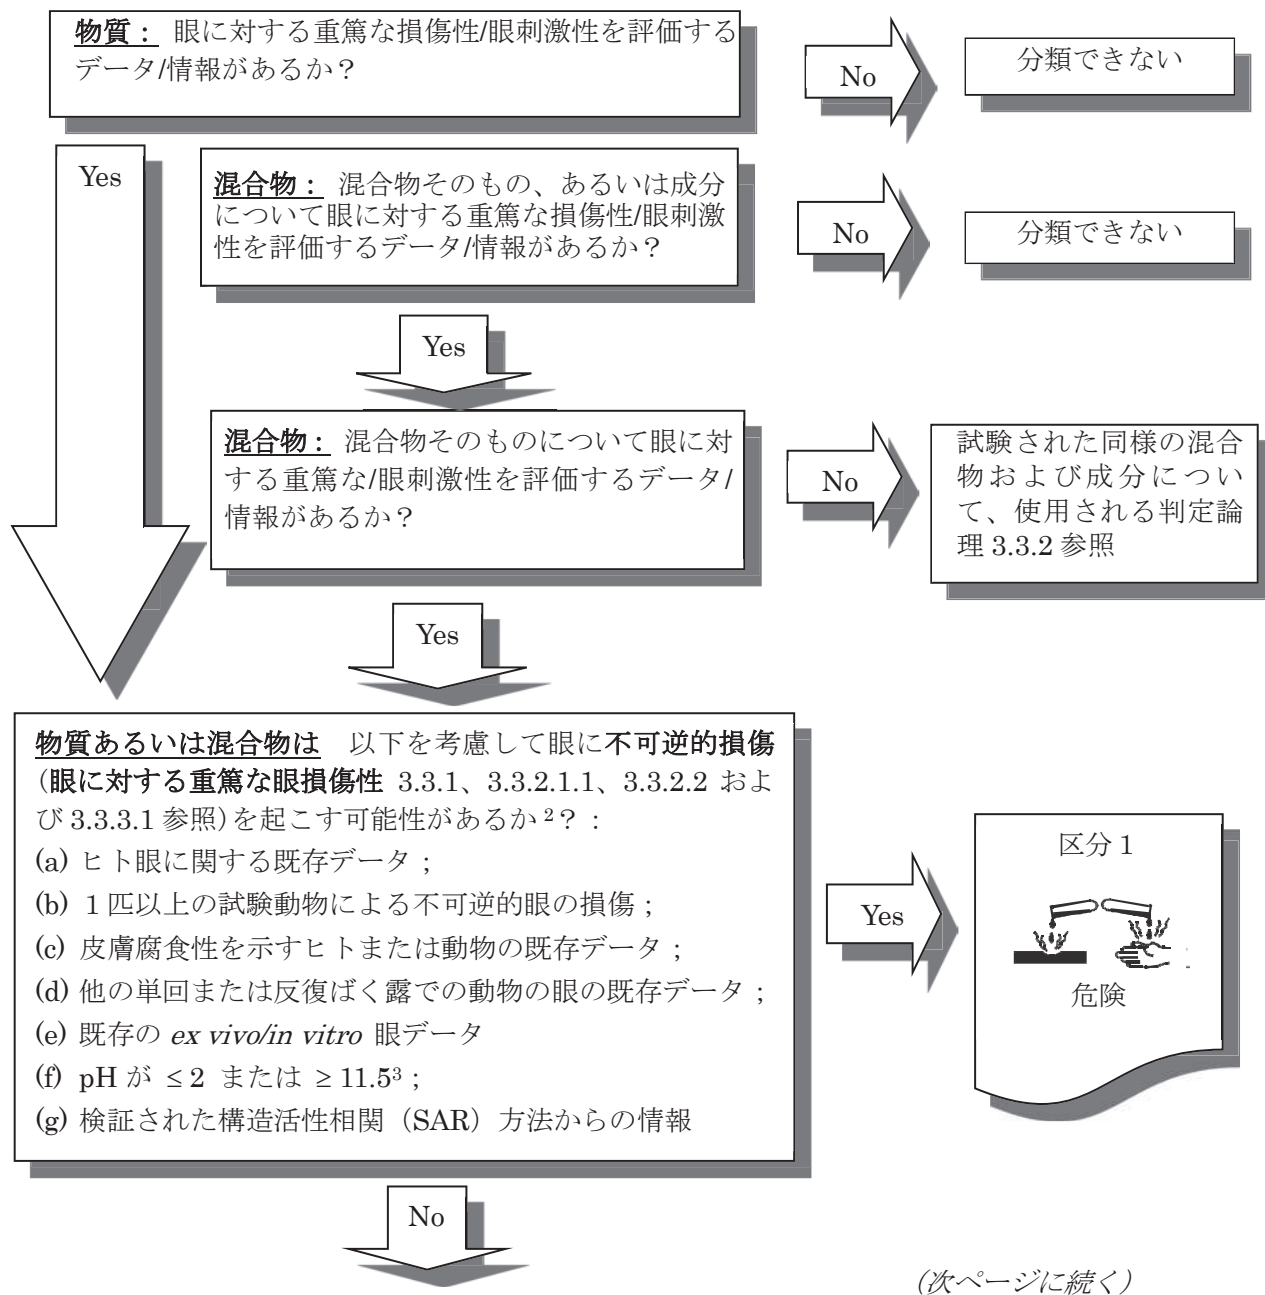 物質： 眼に対する重篤な損傷性/眼刺激性を評価する
データ/情報があるか？
No
分類できない
Yes
混合物： 混合物そのもの、あるいは成分
について眼に対する重篤な損傷性/眼刺激
性を評価するデータ/情報があるか？
No
分類できない
Yes
混合物： 混合物そのものについて眼に対
する重篤な/眼刺激性を評価するデータ/
情報があるか？
No
試験された同様の混合
物および成分につい
て、使用される判定論
理 3.3.2 参照
Yes
物質あるいは混合物は 以下を考慮して眼に不可逆的損傷
（眼に対する重篤な眼損傷性 3.3.1、3.3.2.1.1、3.3.2.2 およ
び 3.3.3.1 参照）を起こす可能性があるか ²？：
(a) ヒト眼に関する既存データ；
(b) １匹以上の試験動物による不可逆的眼の損傷；
(c) 皮膚腐食性を示すヒトまたは動物の既存データ；
(d) 他の単回または反復ばく露での動物の眼の既存データ；
(e) 既存の ex vivo/in vitro 眼データ
(f) pH が ≤ 2 または ≥ 11.5³；
(g) 検証された構造活性相関（SAR）方法からの情報
Yes
区分１
危険
No
（次ページに続く）